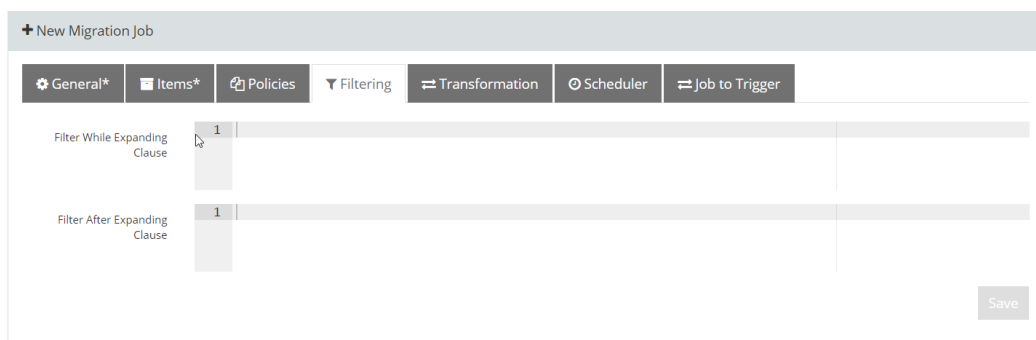 New Migration Job
General* Items* Policies Filtering Transformation Scheduler Job to Trigger
Filter While Expanding 1
Clause
Filter After Expanding 1
Clause
Save